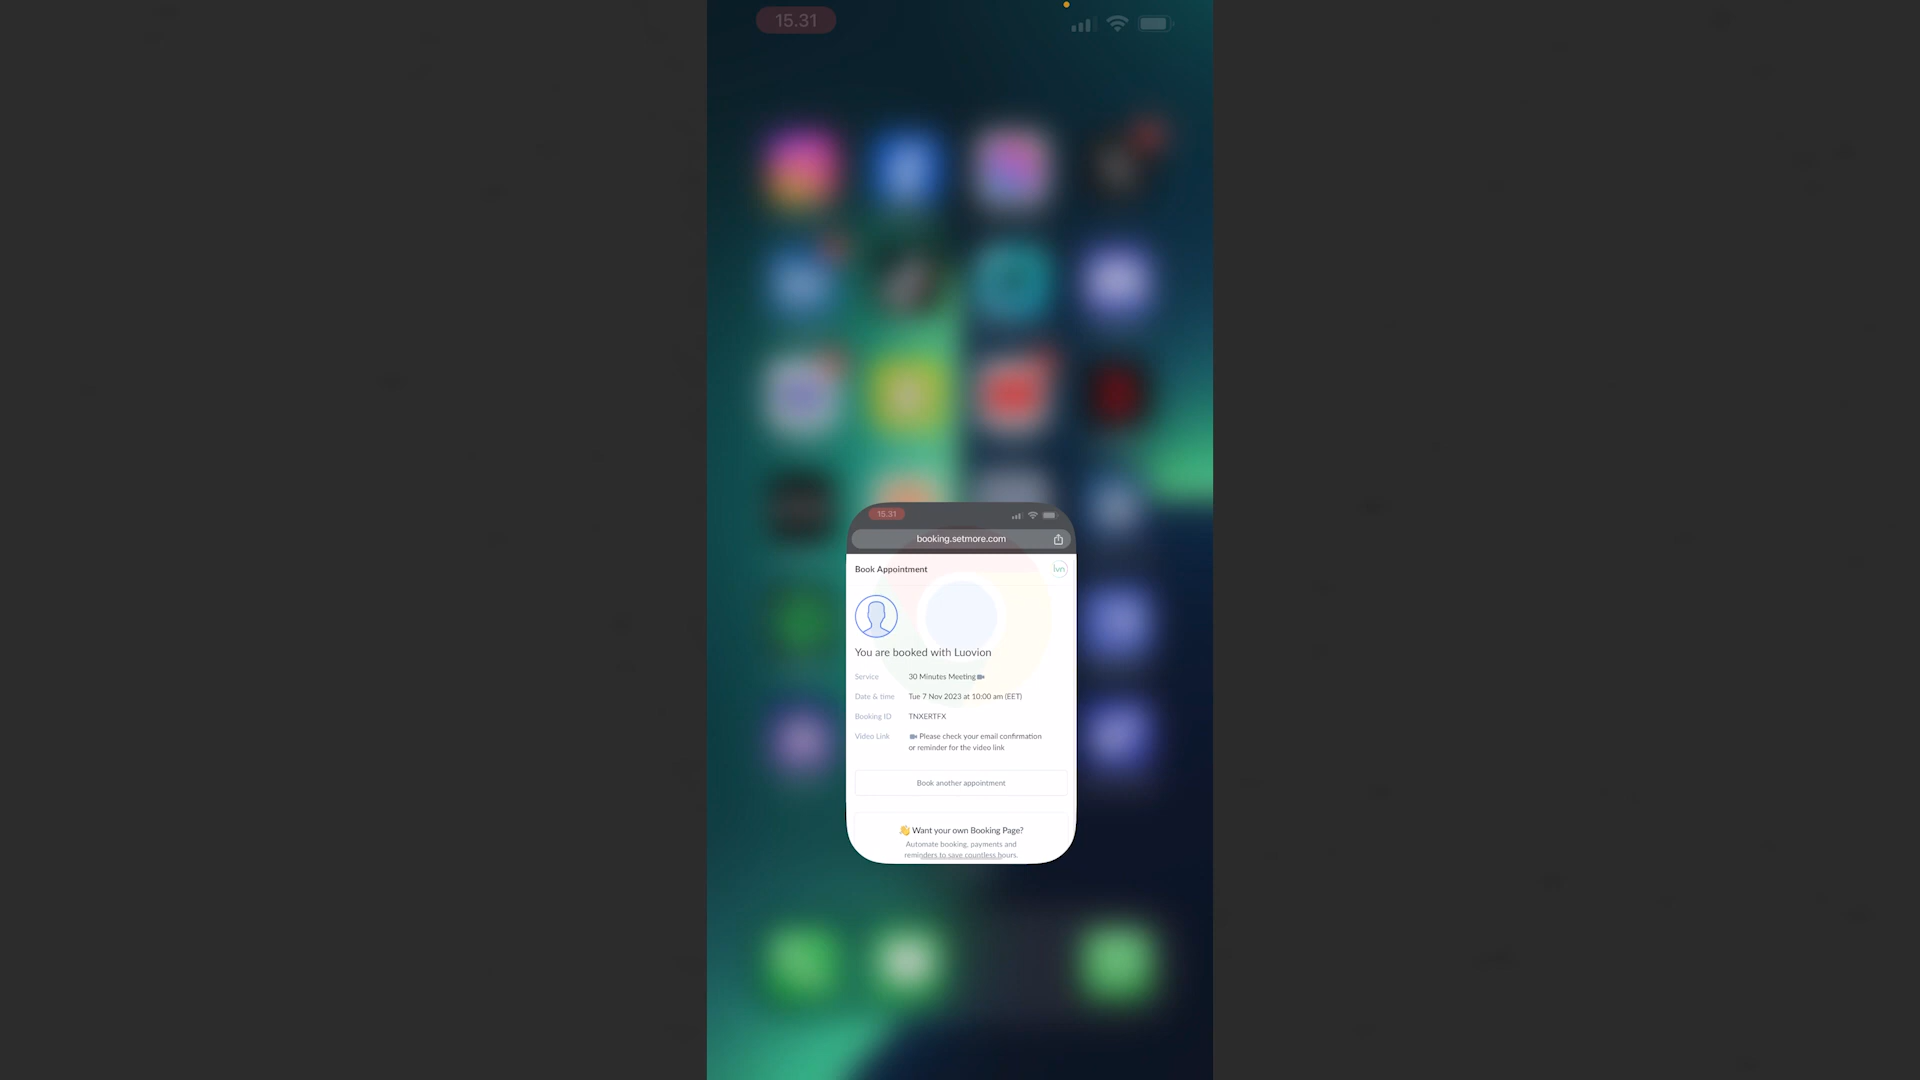 15.31
15.31
booking.setmore.com
Book Appointment
lvn
You are booked with Luovion
Service 30 Minutes Meeting
Date & time Tue 7 Nov 2023 at 10:00 am (EET)
Booking ID TNXERTFX
Video Link Please check your email confirmation
or reminder for the video link
Book another appointment
👋 Want your own Booking Page?
Automate booking, payments and
reminders to save countless hours.